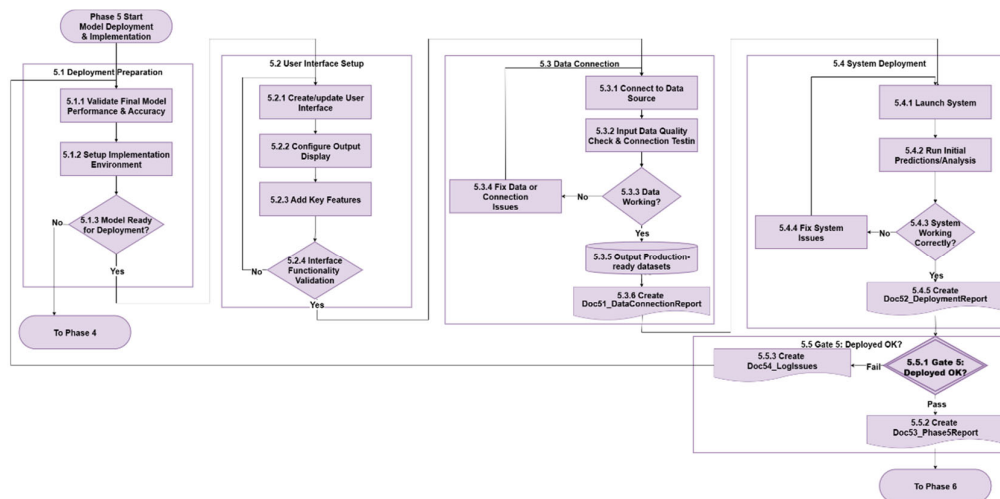 Phase 5 Start
Model Deployment
& Implementation
5.1 Deployment Preparation
5.1.1 Validate Final Model
Performance & Accuracy
5.1.2 Setup Implementation
Environment
5.1.3 Model Ready
for Deployment?
No
Yes
To Phase 4
5.2 User Interface Setup
5.2.1 Create/update User
Interface
5.2.2 Configure Output
Display
5.2.3 Add Key Features
5.2.4 Interface
Functionality
Validation
No
Yes
5.3 Data Connection
5.3.1 Connect to Data
Source
5.3.2 Input Data Quality
Check & Connection Testin
5.3.3 Data
Working?
No
5.3.4 Fix Data or
Connection
Issues
Yes
5.3.5 Output Production-
ready datasets
5.3.6 Create
Doc51_DataConnectionReport
5.4 System Deployment
5.4.1 Launch System
5.4.2 Run Initial
Predictions/Analysis
5.4.3 System
Working
Correctly?
No
5.4.4 Fix System
Issues
Yes
5.4.5 Create
Doc52_DeploymentReport
5.5 Gate 5: Deployed OK?
5.5.1 Gate 5:
Deployed OK?
Fail
5.5.3 Create
Doc54_LogIssues
Pass
5.5.2 Create
Doc53_Phase5Report
To Phase 6